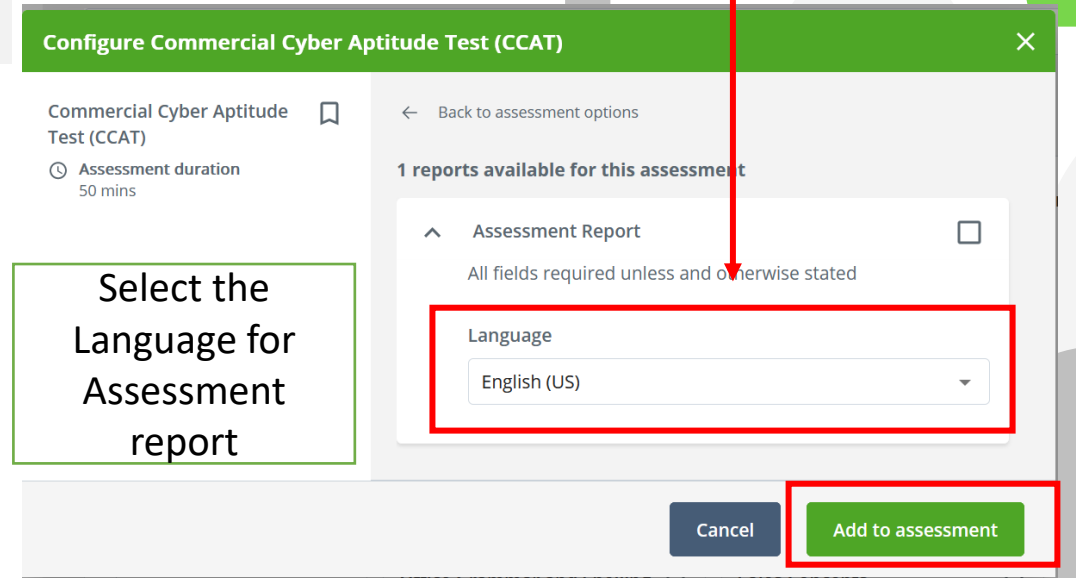 Configure Commercial Cyber Aptitude Test (CCAT)
Commercial Cyber Aptitude
Test (CCAT)
Assessment duration
50 mins
Select the
Language for
Assessment
report
Back to assessment options
1 reports available for this assessment
Assessment Report
All fields required unless and otherwise stated
Language
English (US)
Cancel
Add to assessment